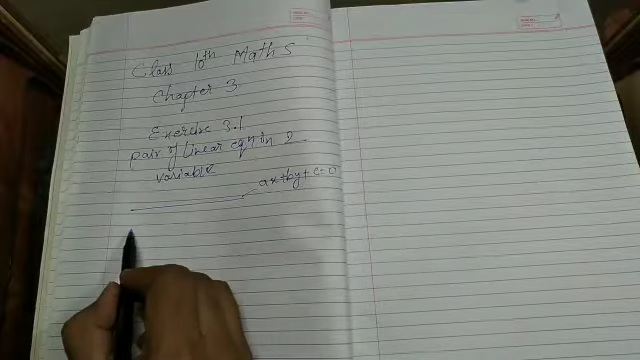 Class 10th Maths
Chapter 3
Exercise 3.1
pair of Linear eqn in 2
variable
ax+by+c=0